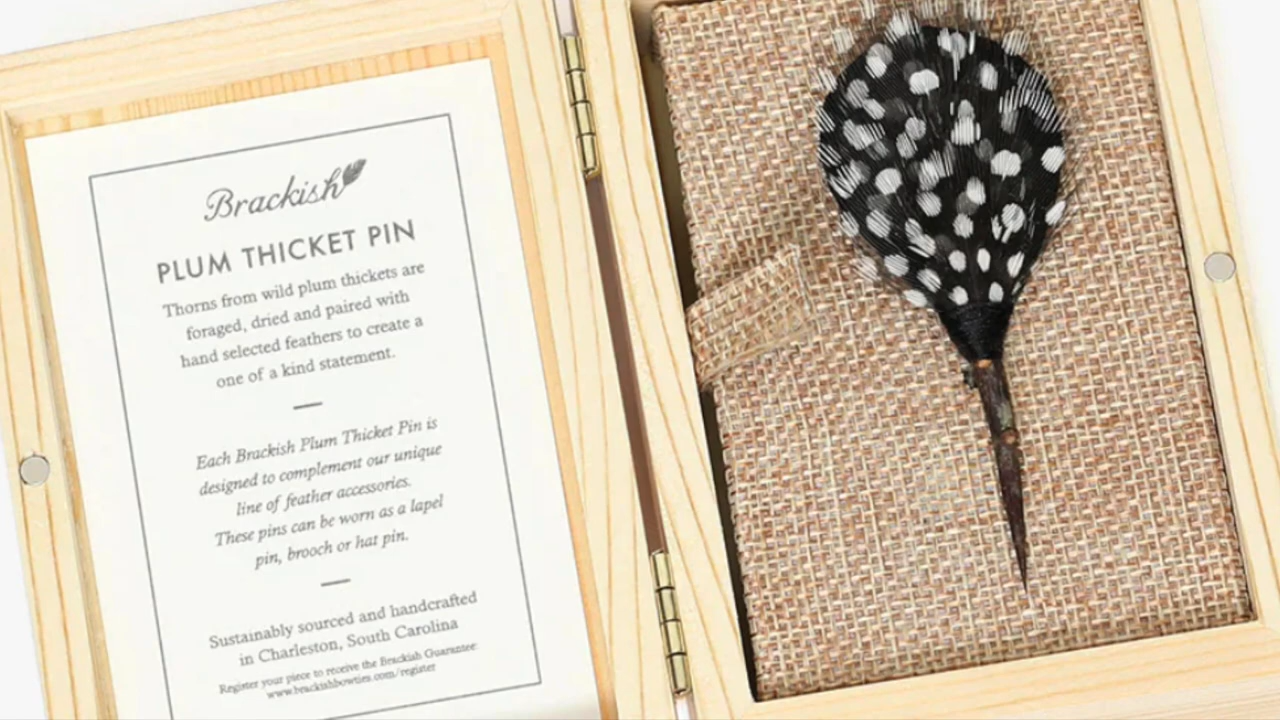 Brackish
PLUM THICKET PIN
Thorns from wild plum thickets are
foraged, dried and paired with
hand selected feathers to create a
one of a kind statement.
Each Brackish Plum Thicket Pin is
designed to complement our unique
line of feather accessories.
These pins can be worn as a lapel
pin, brooch or hat pin.
Sustainably sourced and handcrafted
in Charleston, South Carolina
Register your piece to receive the Brackish Guarantee:
www.brackishbowties.com/register